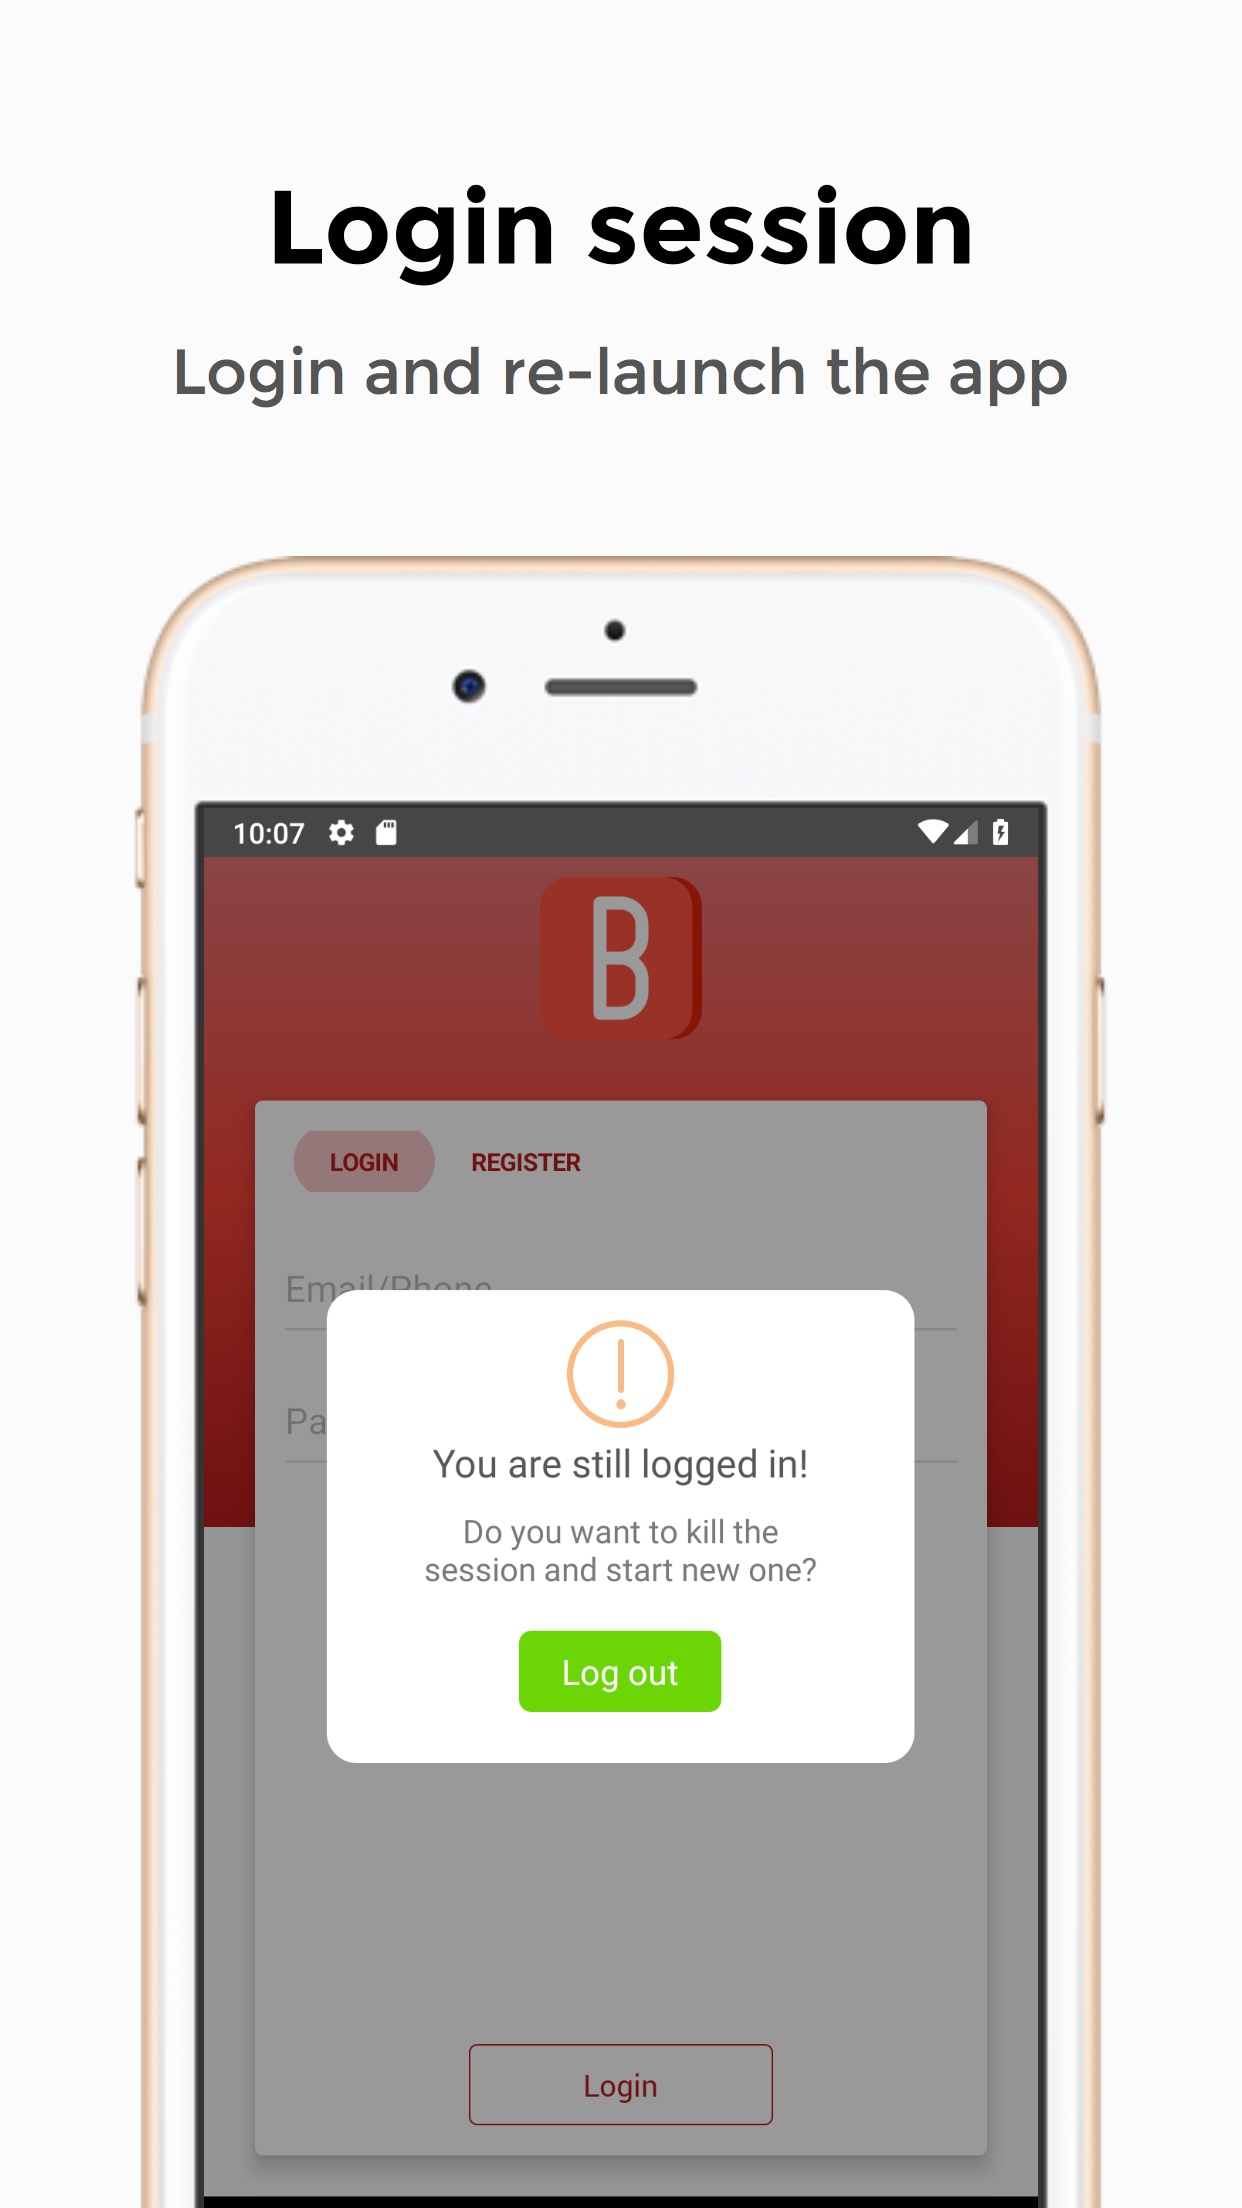 Login session
Login and re-launch the app
10:07
B
LOGIN REGISTER
Email/Phone
Pa
You are still logged in!
Do you want to kill the
session and start new one?
Log out
Login